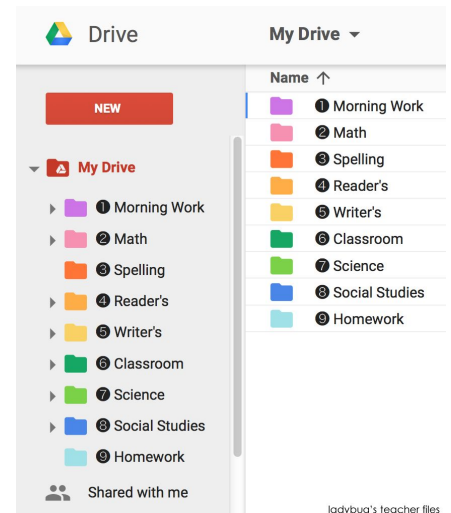 Drive
My Drive
NEW
My Drive
❶ Morning Work
❷ Math
❸ Spelling
❹ Reader's
❺ Writer's
❻ Classroom
❼ Science
❽ Social Studies
❾ Homework
Shared with me
Name ↑
❶ Morning Work
❷ Math
❸ Spelling
❹ Reader's
❺ Writer's
❻ Classroom
❼ Science
❽ Social Studies
❾ Homework
ladybug's teacher files